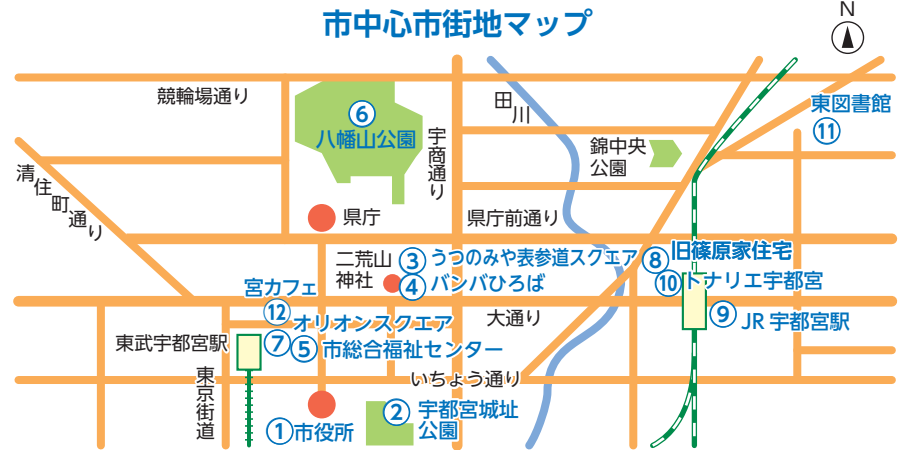 市中心市街地マップ
N
競輪場通り
田川
東図書館
⑪
⑥
八幡山公園
宇商通り
錦中央
公園
清住町通り
県庁
県庁前通り
二荒山
神社
③ うつのみや表参道スクエア
④ バンバひろば
⑧ 旧篠原家住宅
⑩ トナリエ宇都宮
宮カフェ
⑫ オリオンスクエア
大通り
⑨ JR宇都宮駅
東武宇都宮駅
⑦ ⑤ 市総合福祉センター
東京街道
いちょう通り
① 市役所
② 宇都宮城址
公園